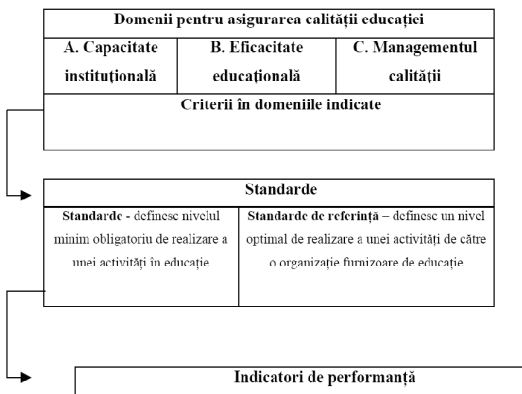 Domenii pentru asigurarea calității educației
A. Capacitate
instituțională
B. Eficacitate
educațională
C. Managementul
calității
Criterii în domeniile indicate
Standarde
Standarde - definesc nivelul
minim obligatoriu de realizare a
unei activități în educație
Standarde de referință – definesc un nivel
optimal de realizare a unei activități de către
o organizație furnizoare de educație
Indicatori de performanță